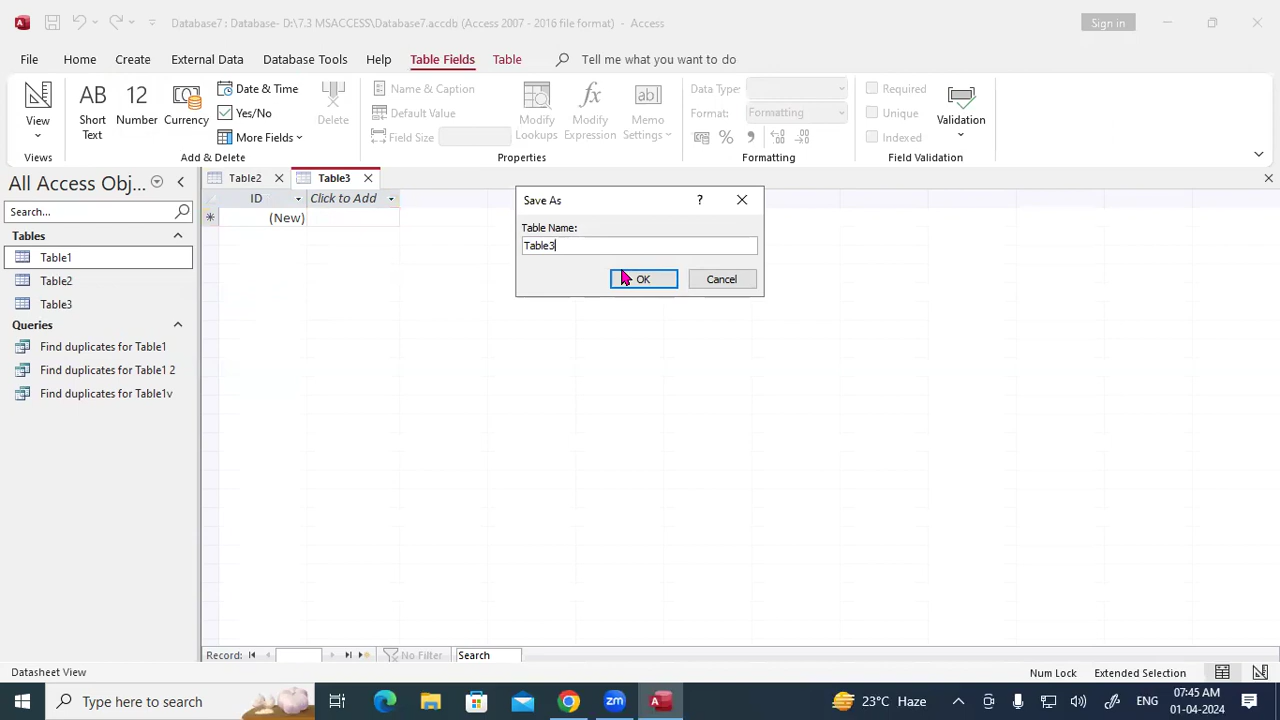 Database7 : Database- D:\7.3 MSACCESS\Database7.accdb (Access 2007 - 2016 file format) - Access
Sign in
File Home Create External Data Database Tools Help Table Fields Table Tell me what you want to do
View
Views
AB
Short Text
12
Number
Currency
Date & Time
Yes/No
More Fields
Delete
Add & Delete
Name & Caption
Default Value
Field Size
Modify Lookups
fx
Modify Expression
ab
Memo Settings
Properties
Data Type:
Format: Formatting
%
Formatting
Required
Unique
Indexed
Validation
Field Validation
All Access Obj...
Search...
Tables
Table1
Table2
Table3
Queries
Find duplicates for Table1
Find duplicates for Table1 2
Find duplicates for Table1v
Table2 Table3
ID Click to Add
(New)
Save As
Table Name:
Table3
OK Cancel
Record: No Filter Search
Datasheet View Num Lock Extended Selection
Type here to search
23°C Haze
ENG
07:45 AM
01-04-2024